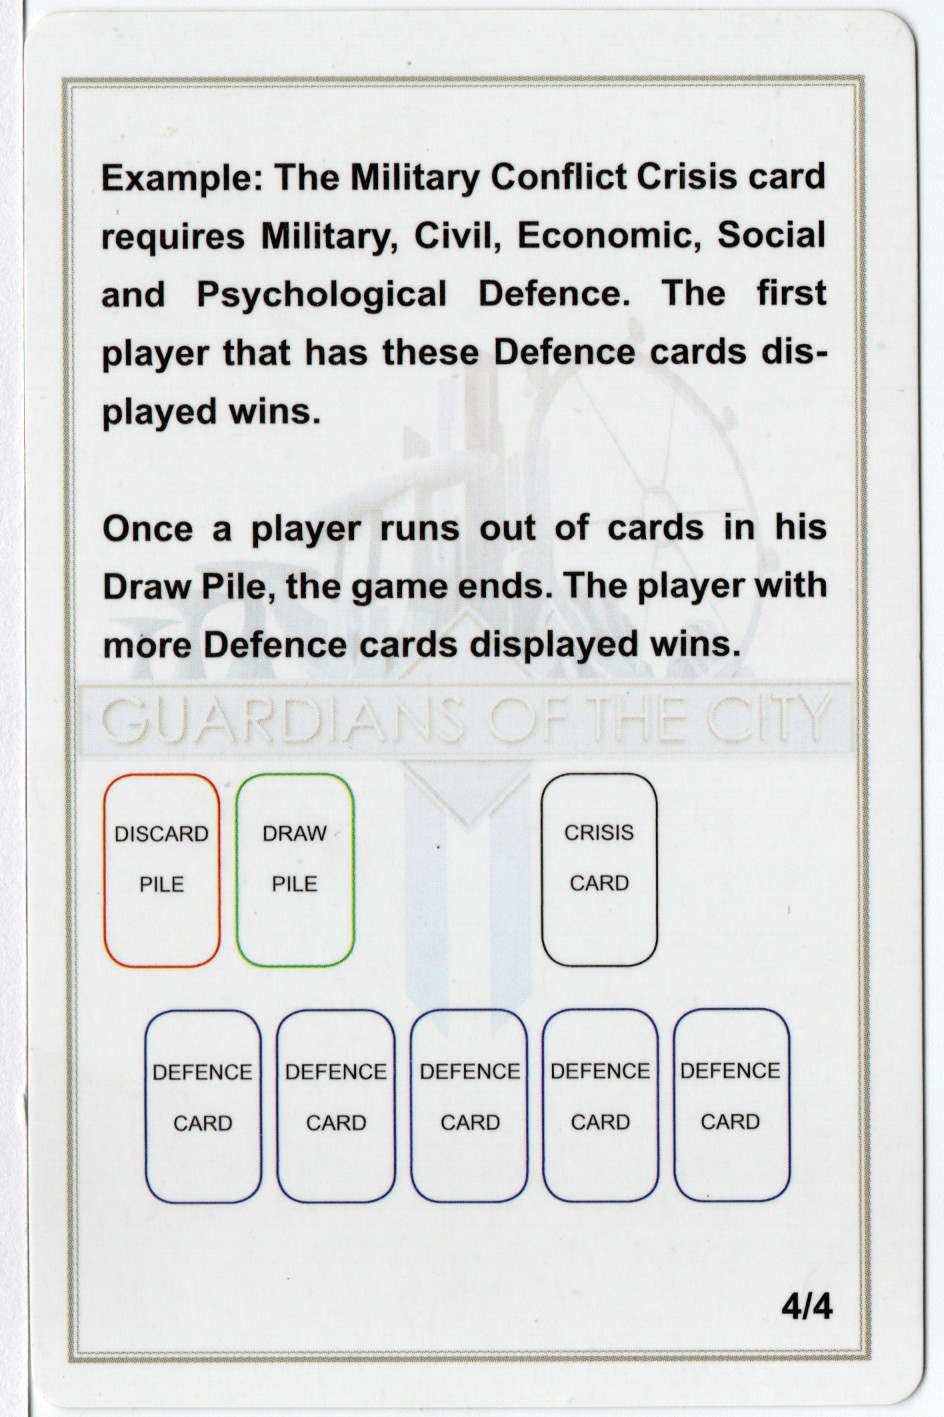 Example: The Military Conflict Crisis card
requires Military, Civil, Economic, Social
and Psychological Defence. The first
player that has these Defence cards dis-
played wins.
Once a player runs out of cards in his
Draw Pile, the game ends. The player with
more Defence cards displayed wins.
GUARDIANS OF THE CITY
DISCARD
PILE
DRAW
PILE
CRISIS
CARD
DEFENCE
CARD
DEFENCE
CARD
DEFENCE
CARD
DEFENCE
CARD
DEFENCE
CARD
4/4